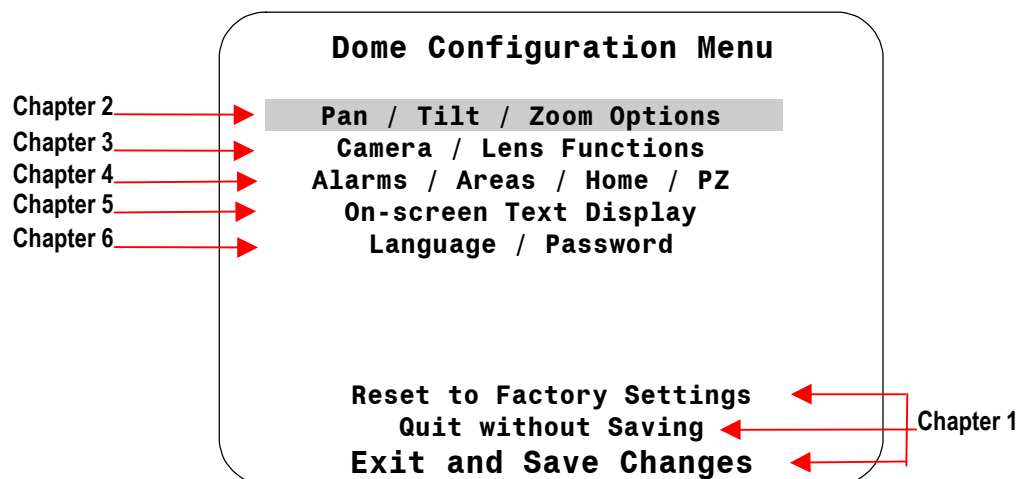 Dome Configuration Menu
Chapter 2
Pan / Tilt / Zoom Options
Chapter 3
Camera / Lens Functions
Chapter 4
Alarms / Areas / Home / PZ
Chapter 5
On-screen Text Display
Chapter 6
Language / Password
Reset to Factory Settings
Quit without Saving
Chapter 1
Exit and Save Changes